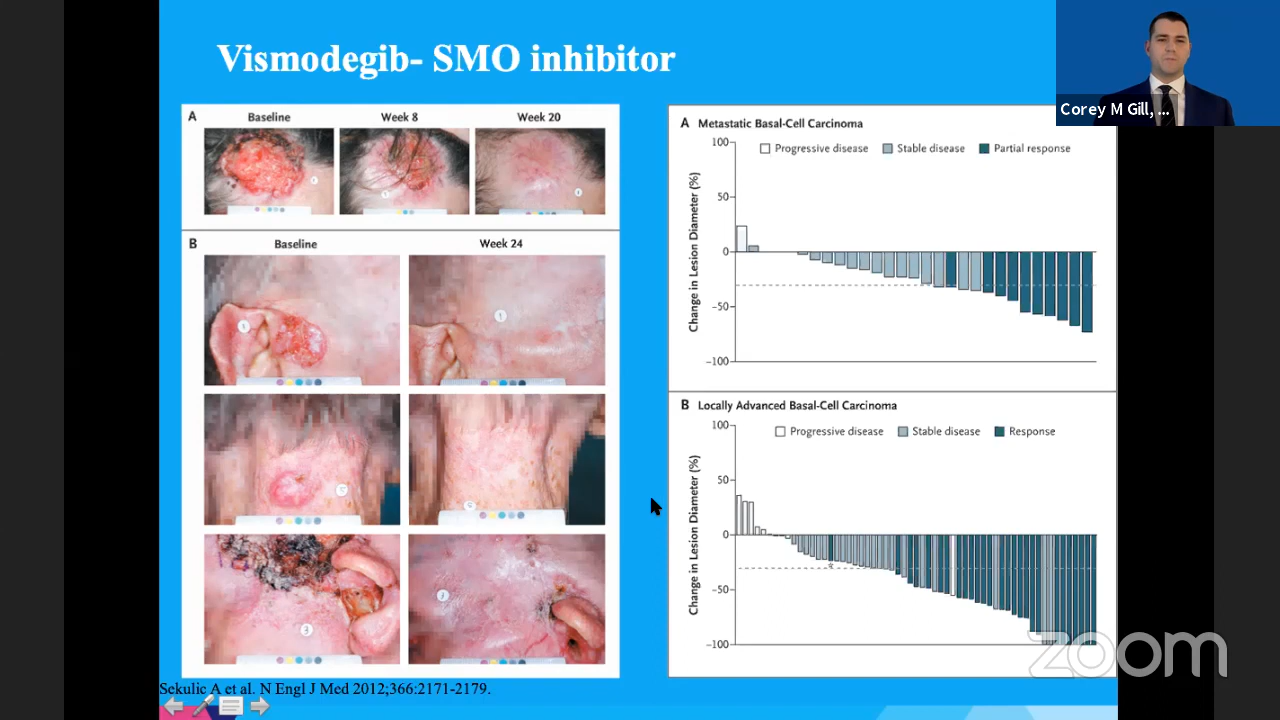 Vismodegib- SMO inhibitor
Corey M Gill, ...
A
Baseline
Week 8
Week 20
B
Baseline
Week 24
A Metastatic Basal-Cell Carcinoma
Progressive disease
Stable disease
Partial response
Change in Lesion Diameter (%)
100
50
0
−50
−100
B Locally Advanced Basal-Cell Carcinoma
Progressive disease
Stable disease
Response
Change in Lesion Diameter (%)
100
50
0
−50
−100
zoom
Sekulic A et al. N Engl J Med 2012;366:2171-2179.